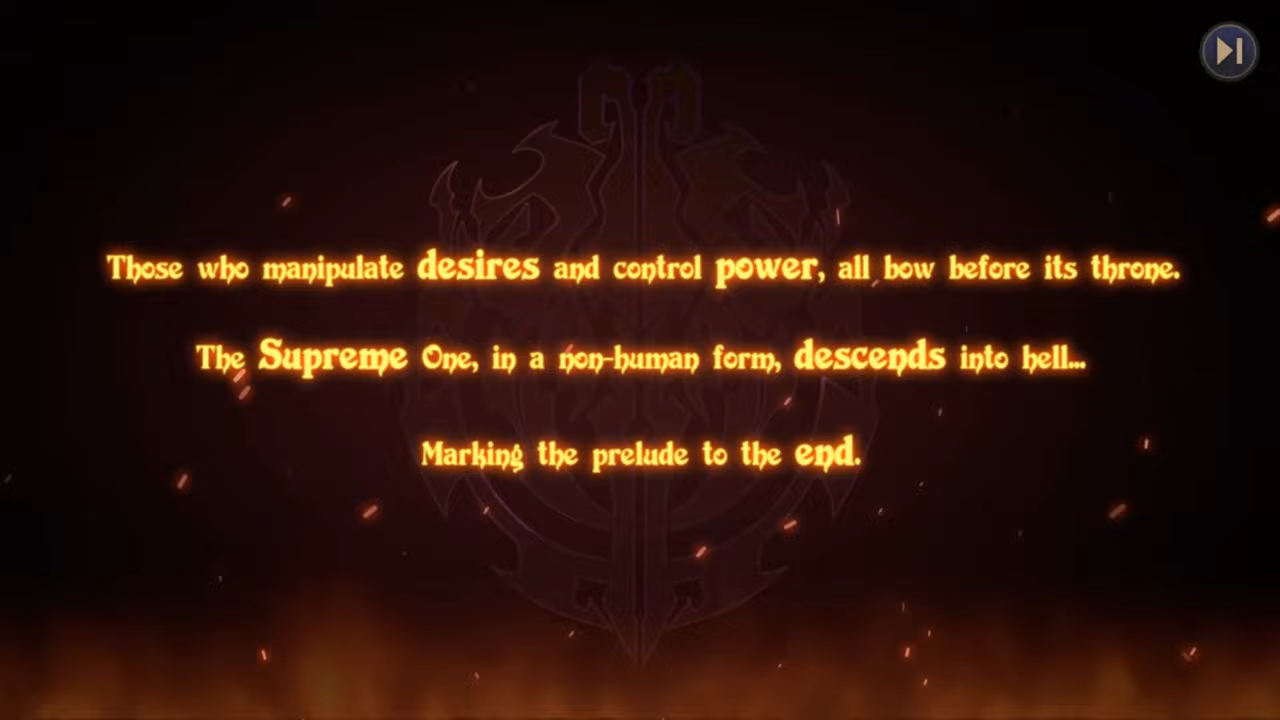 Those who manipulate desires and control power, all bow before its throne.
The Supreme One, in a non-human form, descends into hell...
Marking the prelude to the end.